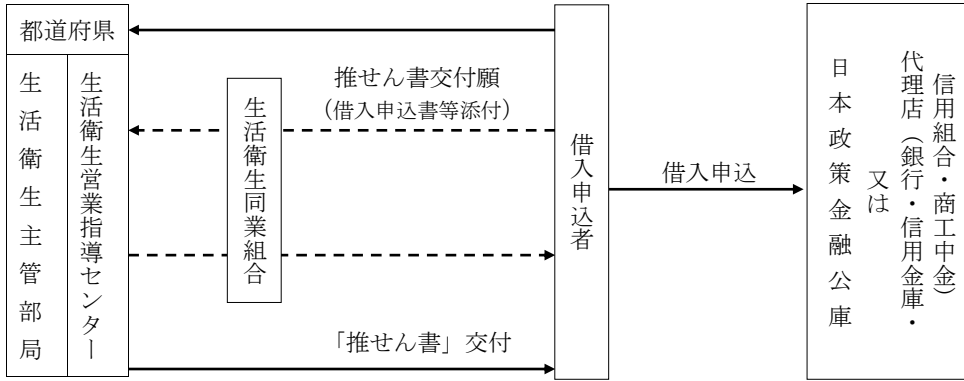 都道府県
生活衛生主管部局
生活衛生営業指導センター
生活衛生同業組合
推せん書交付願
(借入申込書等添付)
「推せん書」交付
借入申込者
借入申込
日本政策金融公庫
又は
代理店(銀行・信用金庫・
信用組合・商工中金)